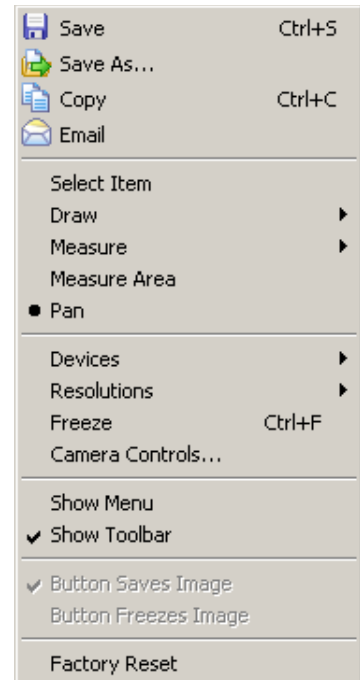 Save Ctrl+S
Save As...
Copy Ctrl+C
Email
Select Item
Draw
Measure
Measure Area
Pan
Devices
Resolutions
Freeze Ctrl+F
Camera Controls...
Show Menu
Show Toolbar
Button Saves Image
Button Freezes Image
Factory Reset